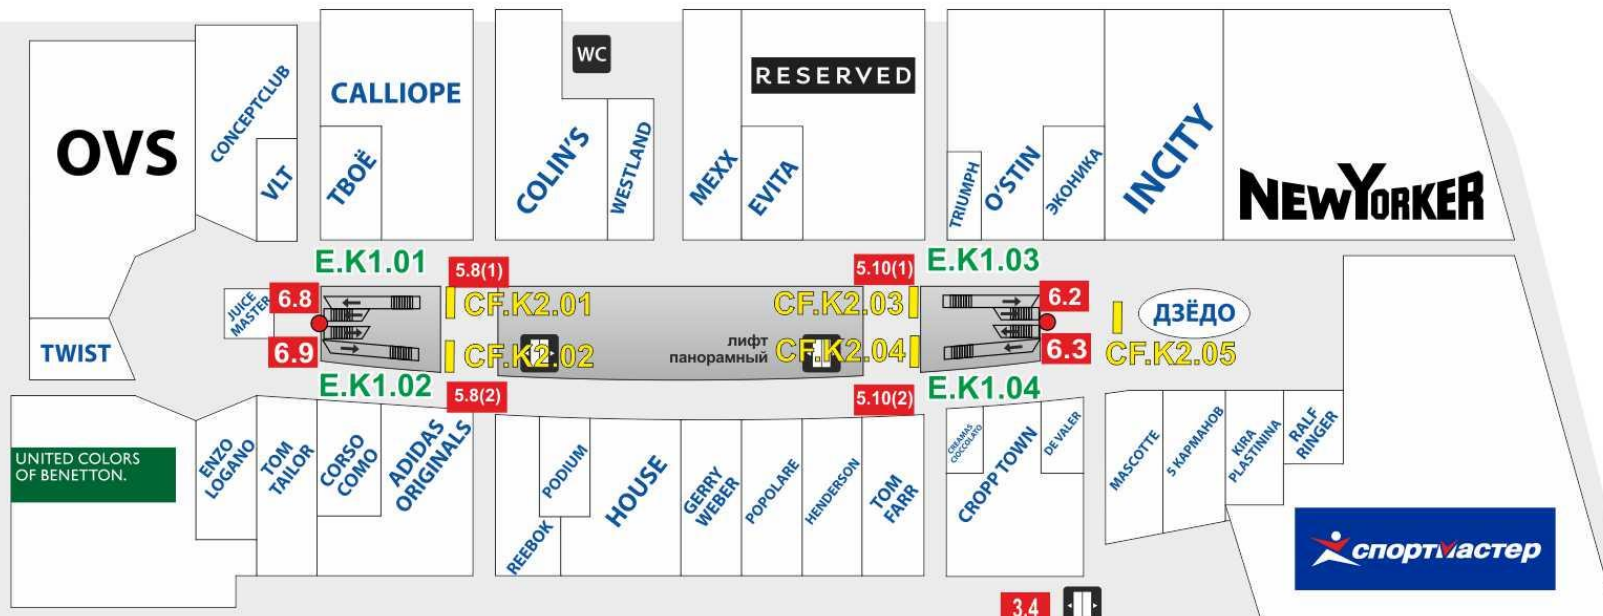 WC
CALLIOPE
RESERVED
OVS
CONCEPTCLUB
VLT
ТВОЁ
COLIN'S
WESTLAND
MEXX
EVITA
TRIUMPH
O'STIN
ЭКОНИКА
INCITY
NEWYORKER
E.K1.01
5.8(1)
5.10(1)
E.K1.03
JUICE
MASTER
6.8
CF.K2.01
CF.K2.03
6.2
ДЗЁДО
TWIST
6.9
CF.K2.02
лифт
панорамный
CF.K2.04
6.3
CF.K2.05
E.K1.02
5.8(2)
5.10(2)
E.K1.04
UNITED COLORS
OF BENETTON.
ENZO
LOGANO
TOM
TAILOR
CORSO
COMO
ADIDAS
ORIGINALS
REEBOK
PODIUM
HOUSE
GERRY
WEBER
POPOLARE
HENDERSON
TOM
FARR
CREAMAS
CIOCCOLATO
CROPP TOWN
DE VALER
MASCOTTE
5 КАРМАНОВ
KIRA
PLASTININA
RALF
RINGER
СПОРТМАСТЕР
3.4